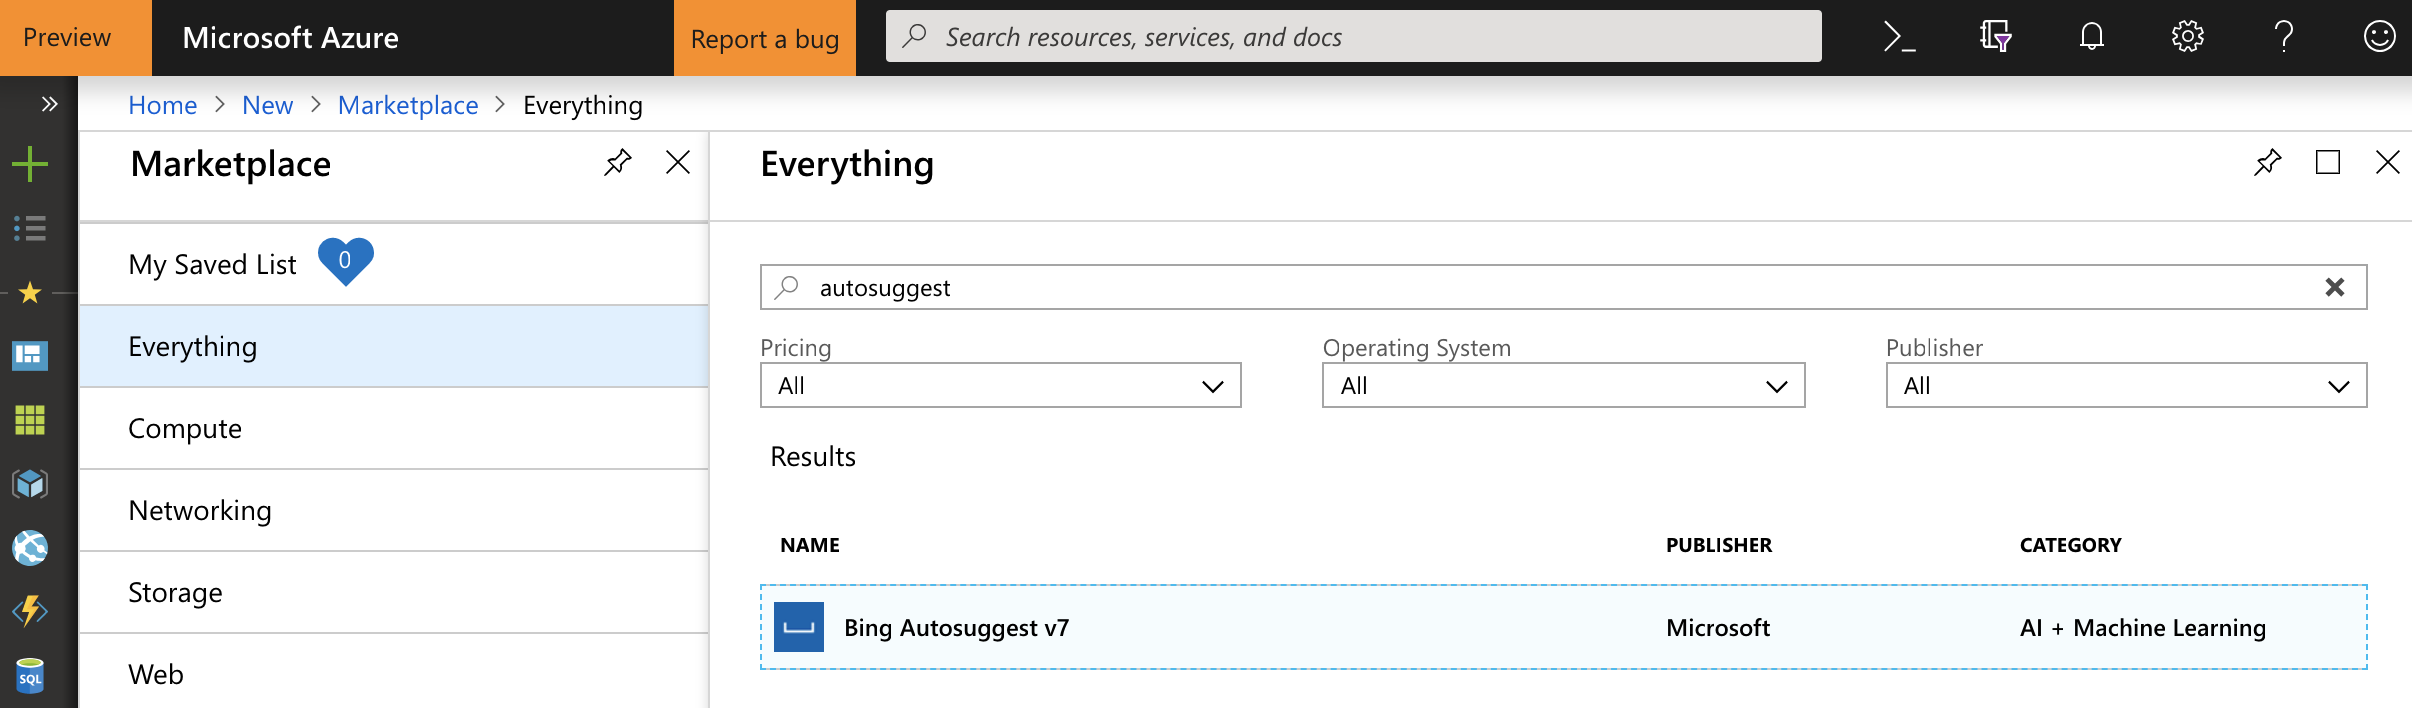 Preview
Microsoft Azure
Report a bug
Search resources, services, and docs
Home > New > Marketplace > Everything
Marketplace
My Saved List 0
Everything
Compute
Networking
Storage
Web
SQL
Everything
autosuggest
Pricing Operating System Publisher
All All All
Results
NAME PUBLISHER CATEGORY
Bing Autosuggest v7 Microsoft AI + Machine Learning